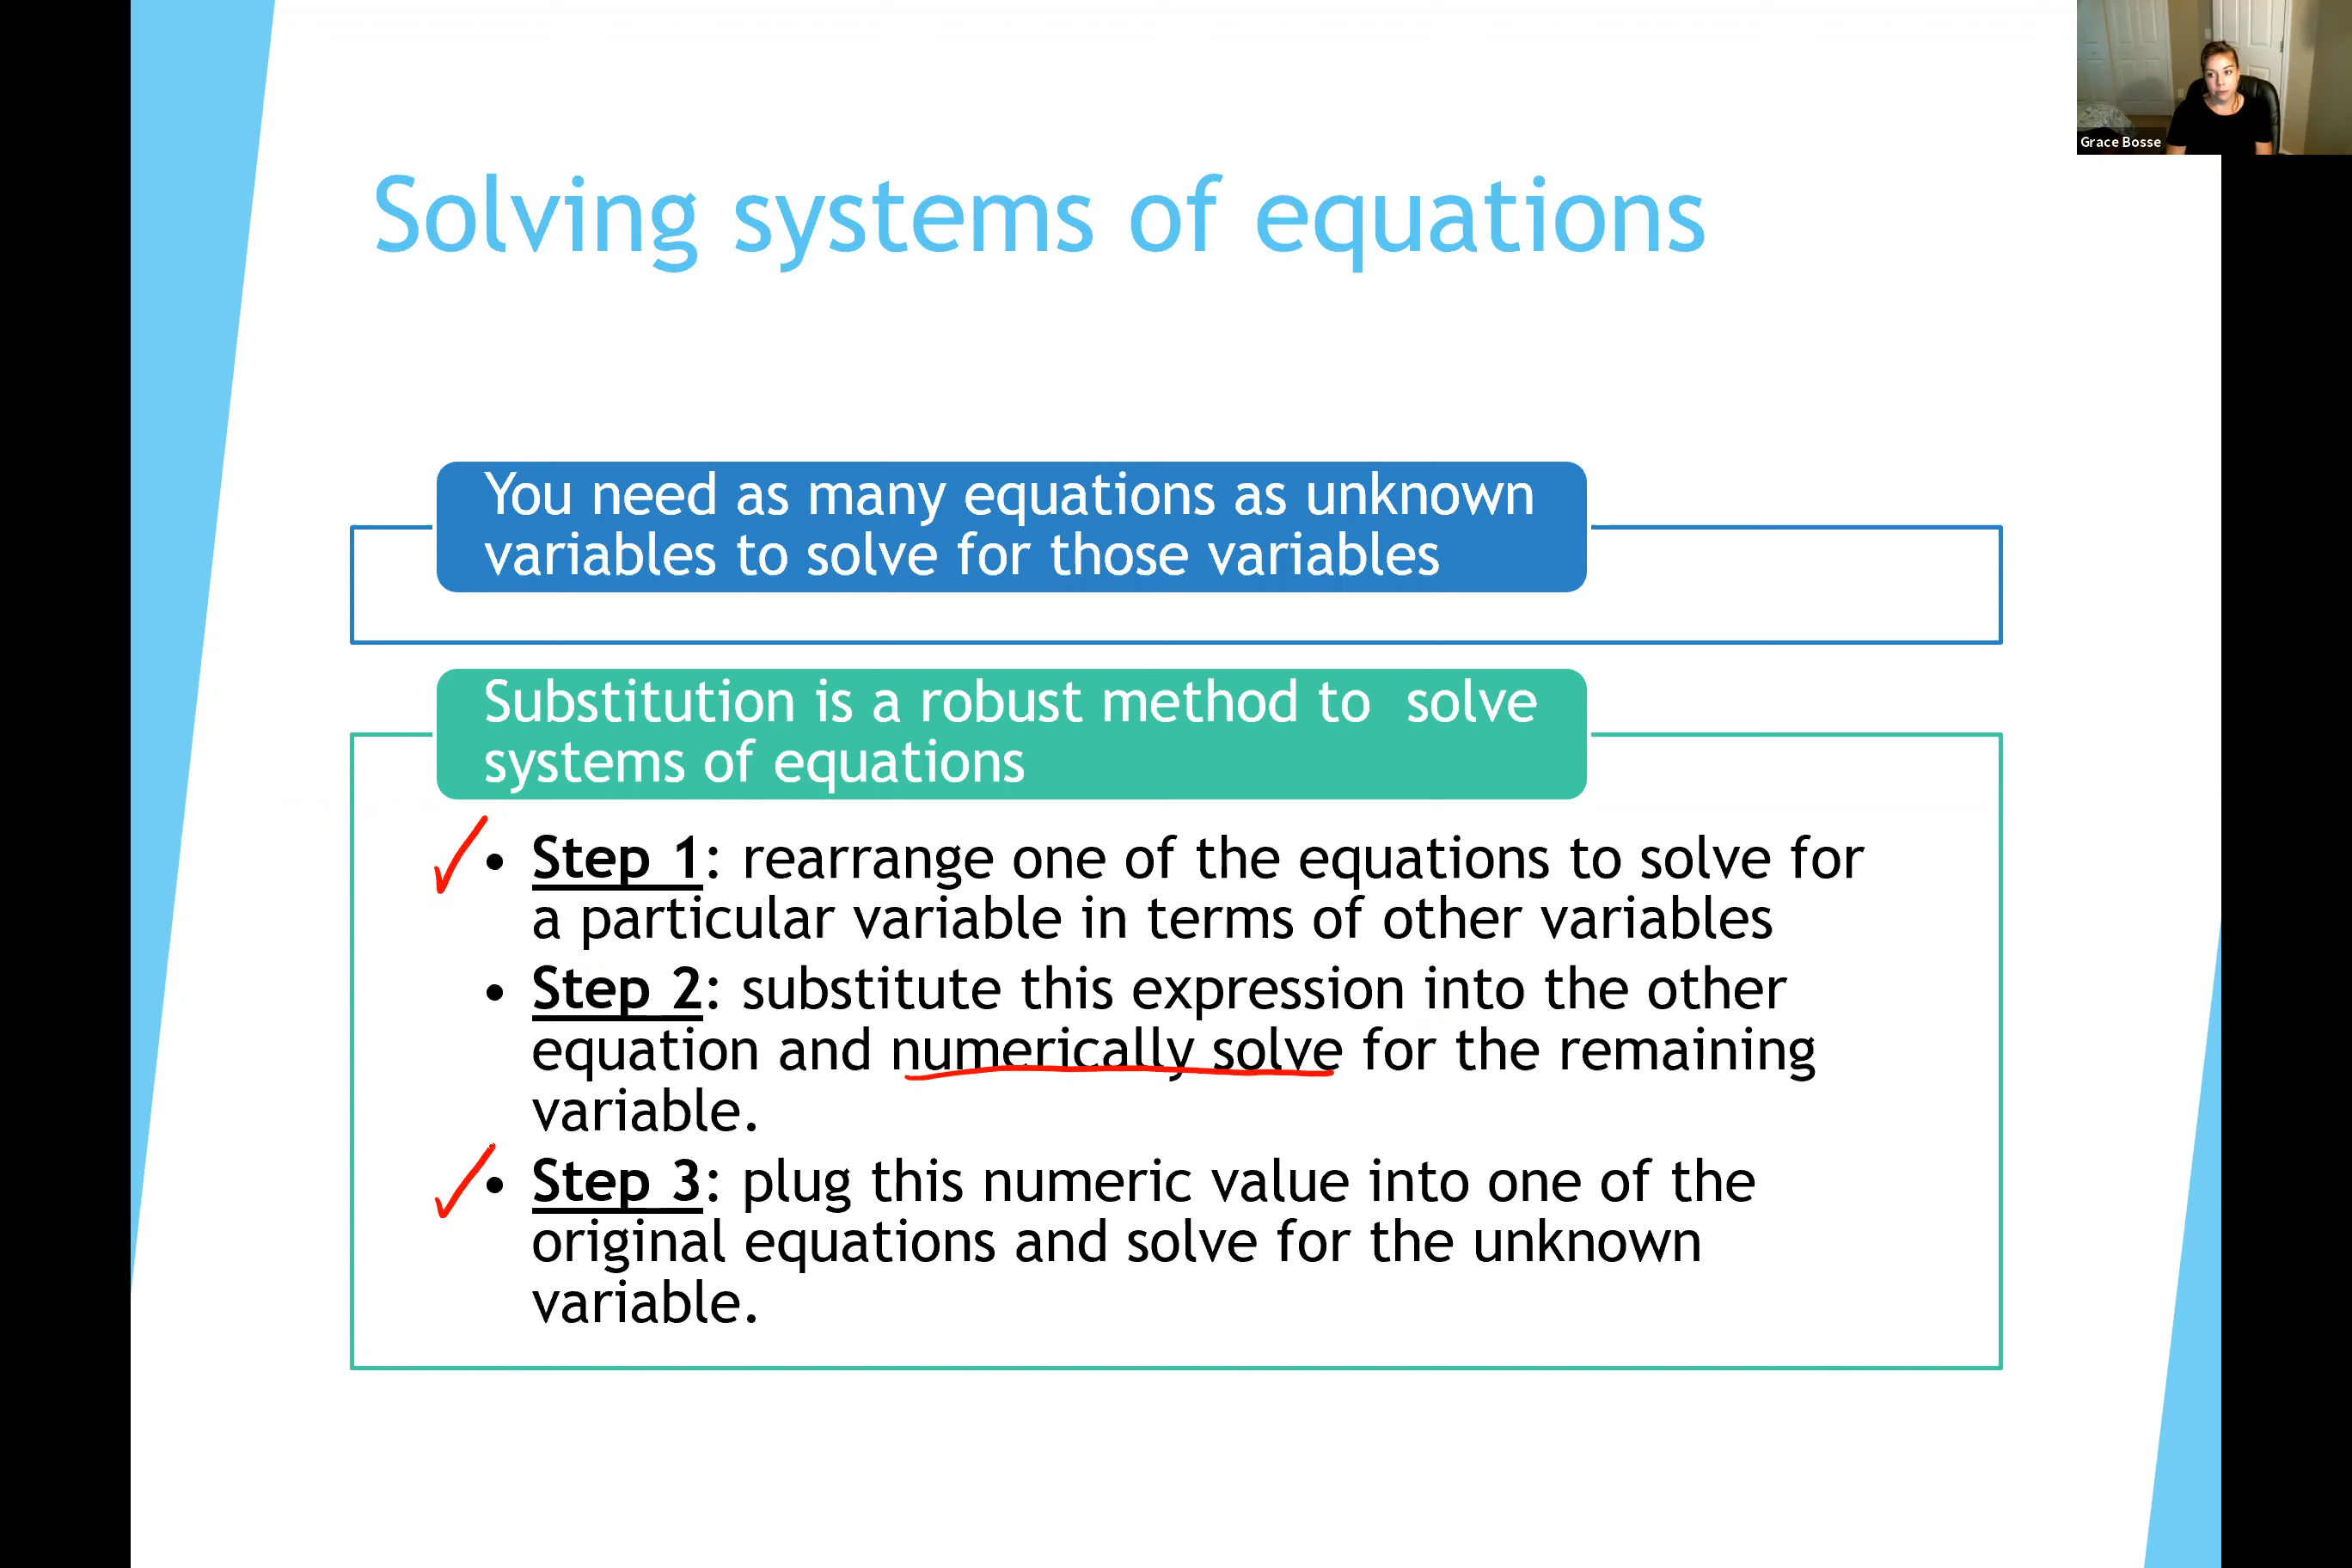 Grace Bosse
Solving systems of equations
You need as many equations as unknown
variables to solve for those variables
Substitution is a robust method to solve
systems of equations
• Step 1: rearrange one of the equations to solve for
a particular variable in terms of other variables
• Step 2: substitute this expression into the other
equation and numerically solve for the remaining
variable.
• Step 3: plug this numeric value into one of the
original equations and solve for the unknown
variable.